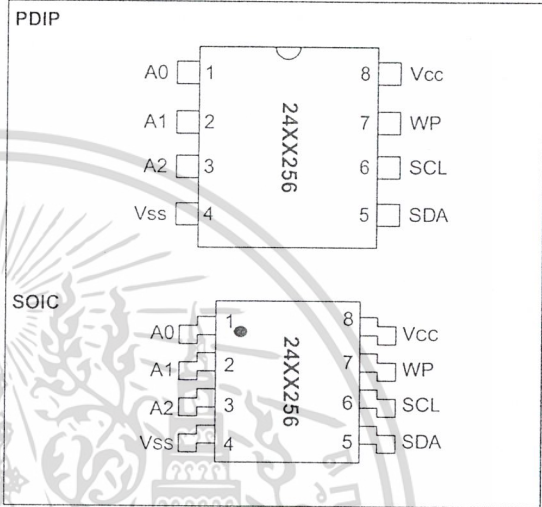 PDIP
A0 1 8 Vcc
A1 2 7 WP
A2 3 6 SCL
Vss 4 5 SDA
24XX256
SOIC
A0 1 8 Vcc
A1 2 7 WP
A2 3 6 SCL
Vss 4 5 SDA
24XX256